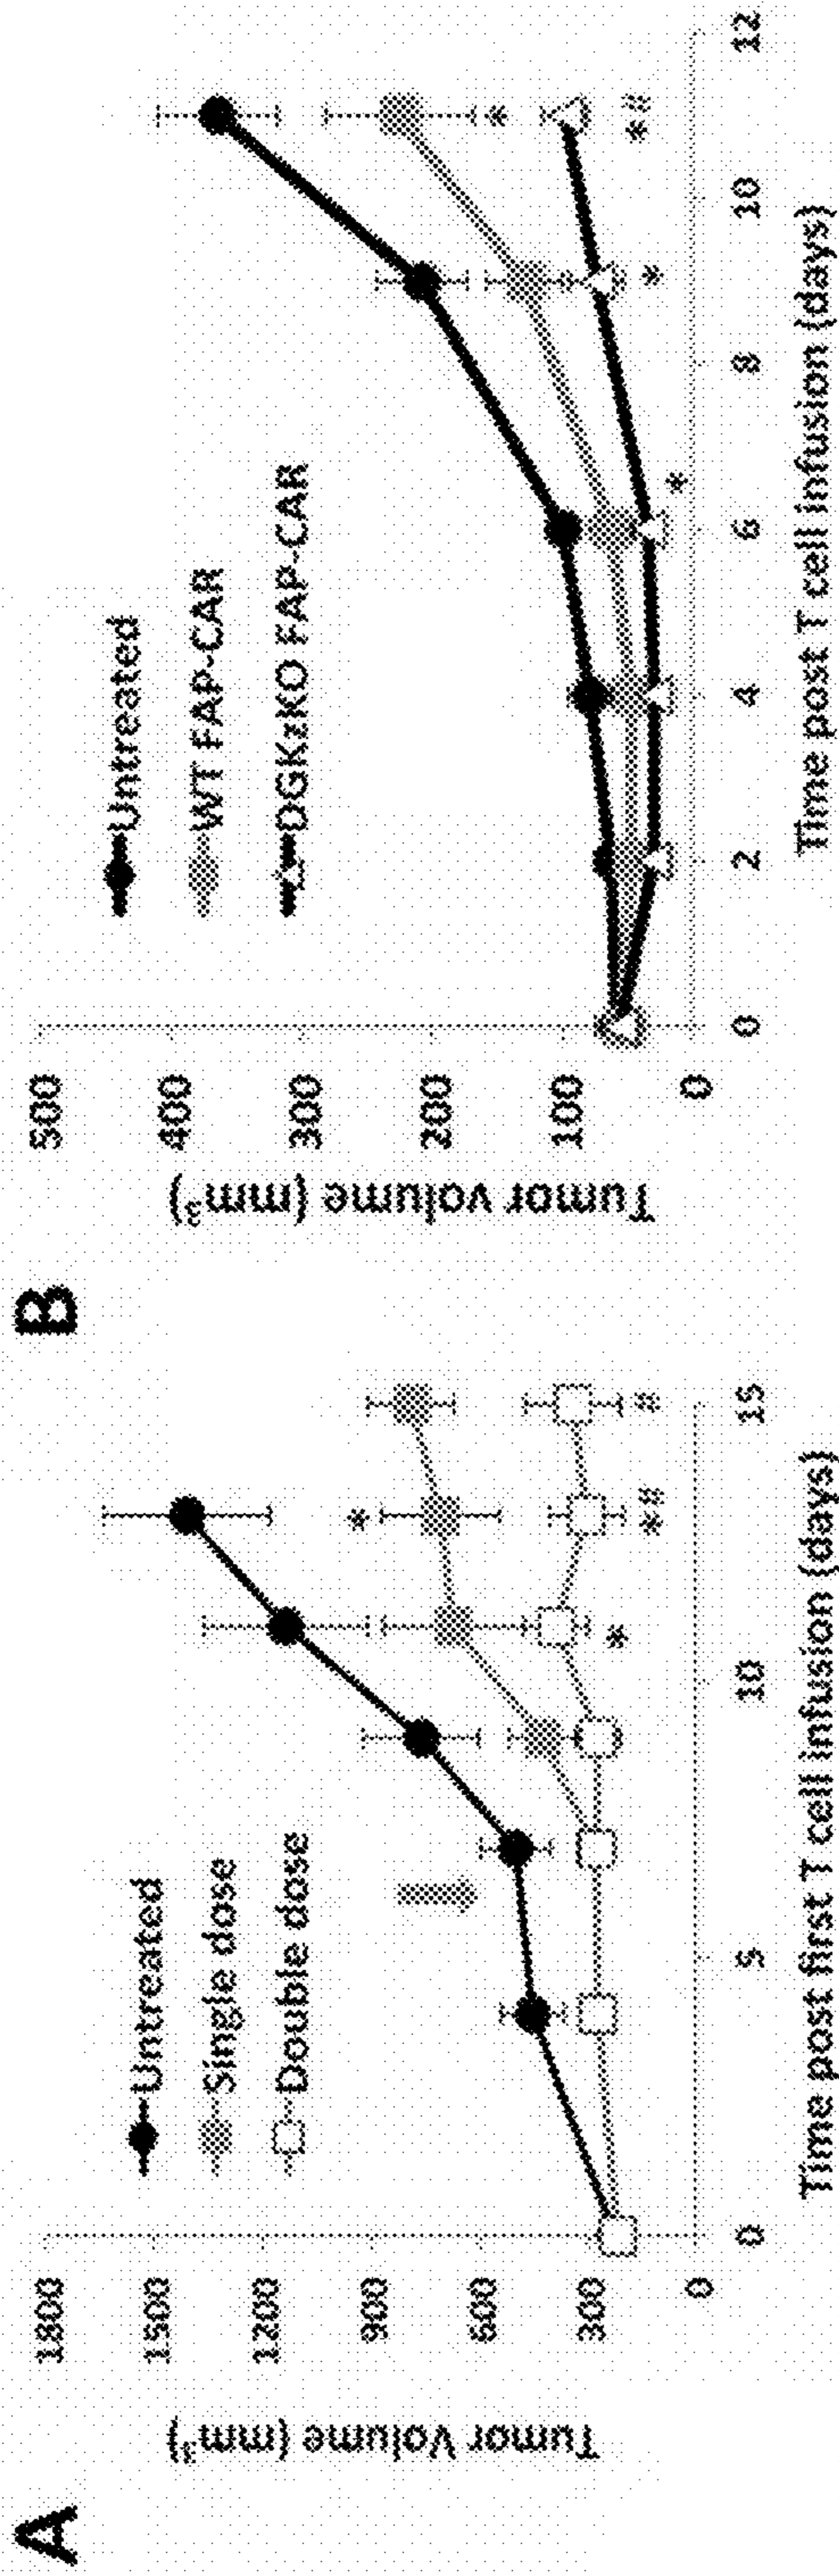 A
Tumor Volume (mm³)
1800
1500
1200
900
600
300
0
Untreated
Single dose
Double dose
*
*
*#
#
0
5
10
15
Time post first T cell infusion (days)
B
Tumor volume (mm³)
500
400
300
200
100
0
Untreated
WT FAP-CAR
DGKzKO FAP-CAR
*
*
*
*#
0
2
4
6
8
10
12
Time post T cell infusion (days)